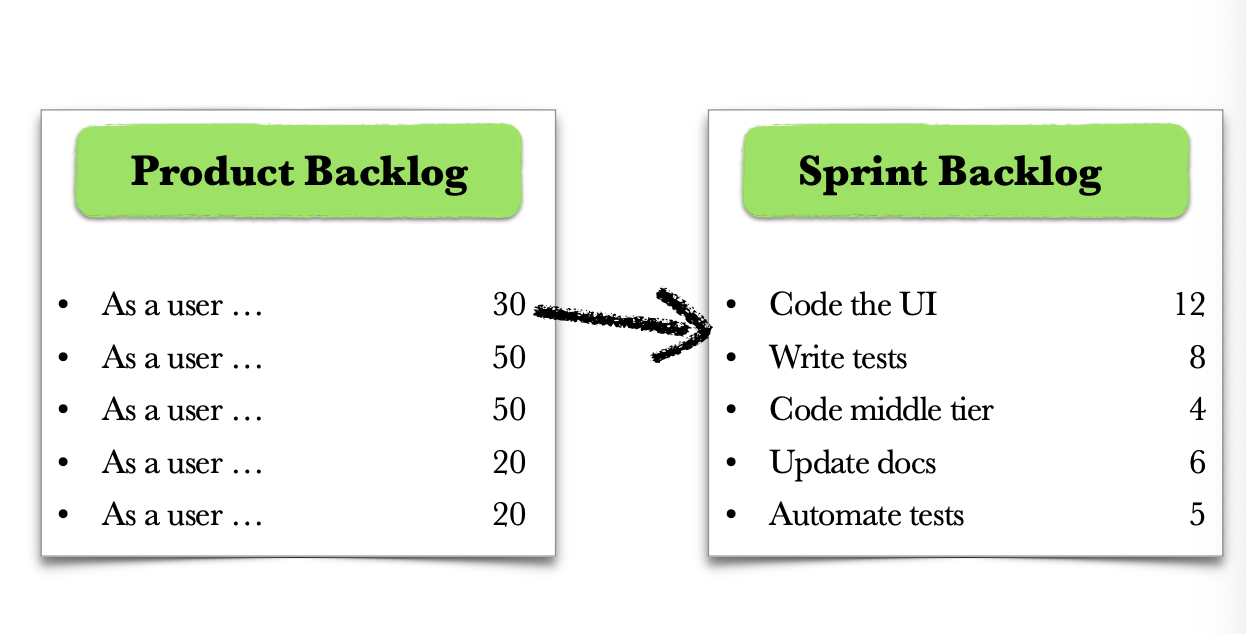 Product Backlog
• As a user … 30
• As a user … 50
• As a user … 50
• As a user … 20
• As a user … 20
Sprint Backlog
• Code the UI 12
• Write tests 8
• Code middle tier 4
• Update docs 6
• Automate tests 5